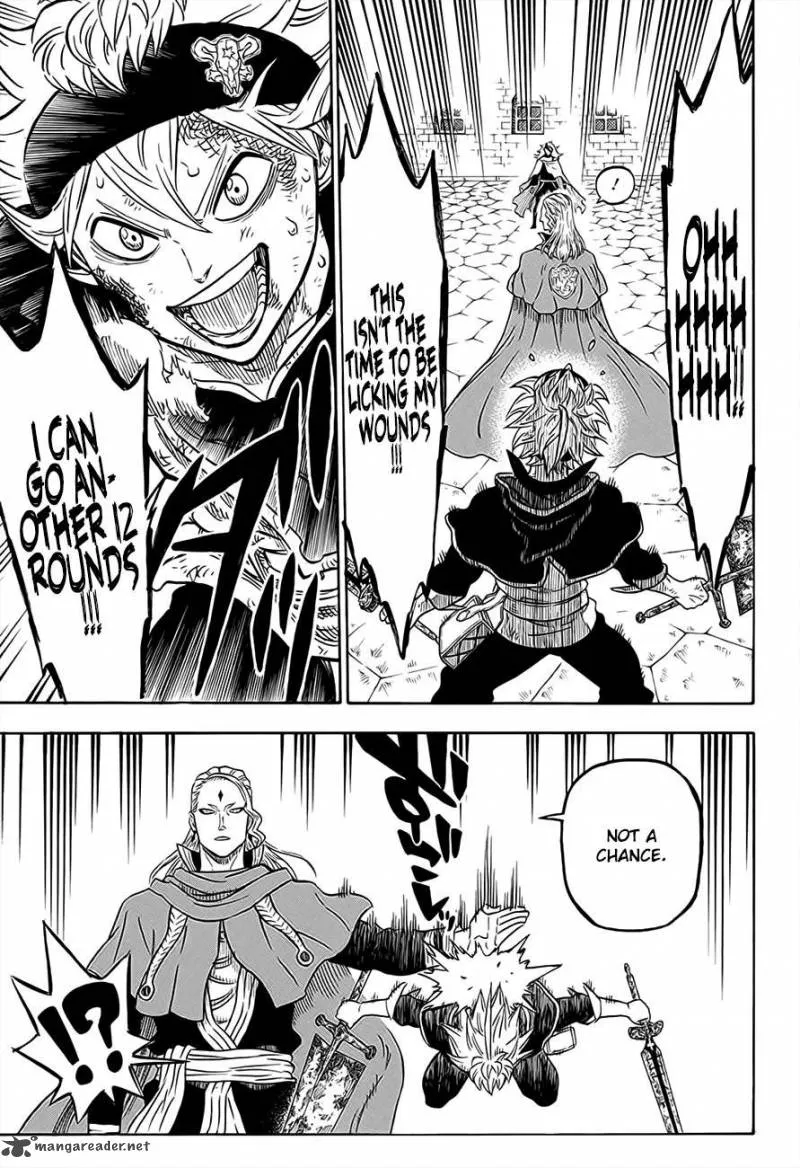 OHH
HHHH
HHH!!
!
THIS
ISN'T THE
TIME TO BE
LICKING MY
WOUNDS
!!!
I CAN
GO AN-
OTHER 12
ROUNDS
!!!
NOT A
CHANCE.
!?
mangareader.net